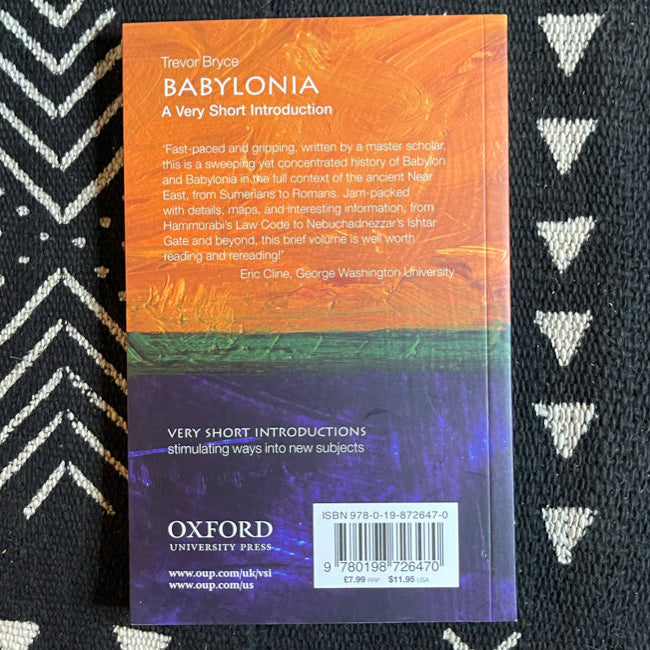 Trevor Bryce
BABYLONIA
A Very Short Introduction
'Fast-paced and gripping, written by a master scholar,
this is a sweeping yet concentrated history of Babylon
and Babylonia in the full context of the ancient Near
East, from Sumerians to Romans. Jam-packed
with details, maps, and interesting information, from
Hammurabi's Law Code to Nebuchadnezzar's Ishtar
Gate and beyond, this brief volume is well worth
reading and rereading!'
Eric Cline, George Washington University
VERY SHORT INTRODUCTIONS
stimulating ways into new subjects
OXFORD
UNIVERSITY PRESS
www.oup.com/uk/vsi
www.oup.com/us
ISBN 978-0-19-872647-0
9 780198 726470
£7.99 RRP $11.95 USA